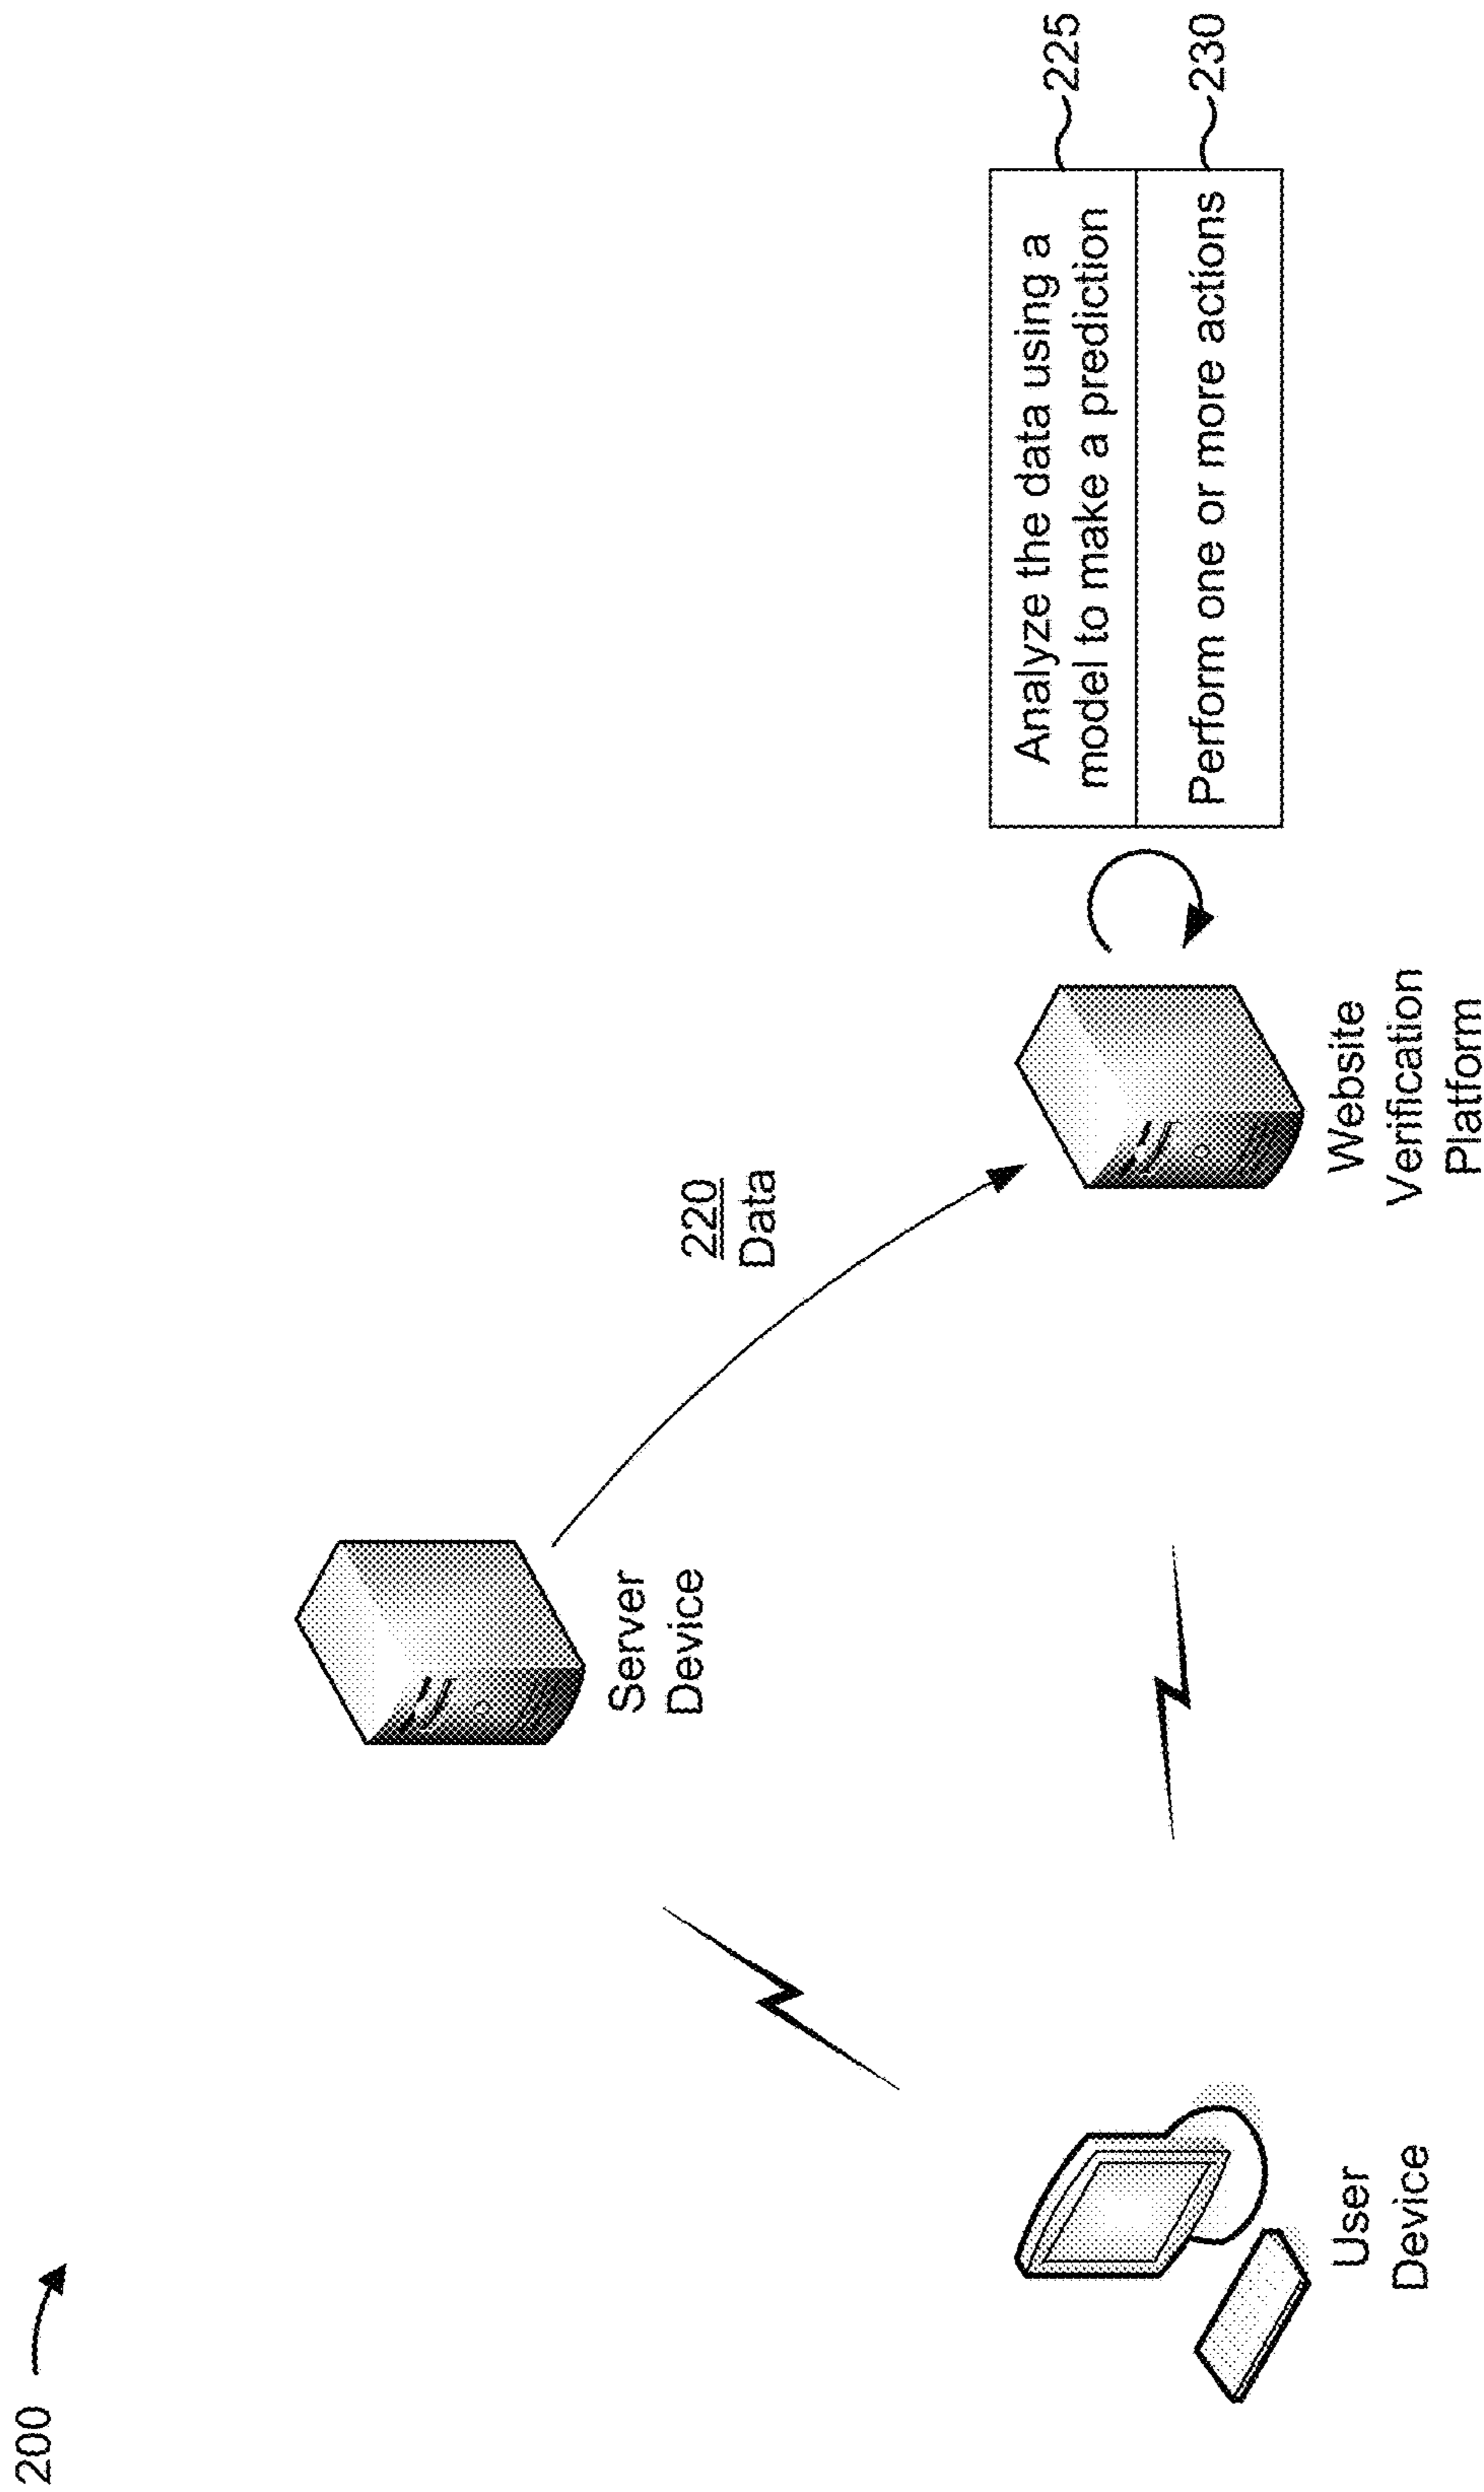 200
Server
Device
220
Data
User
Device
Website
Verification
Platform
Analyze the data using a
model to make a prediction
225
Perform one or more actions
230